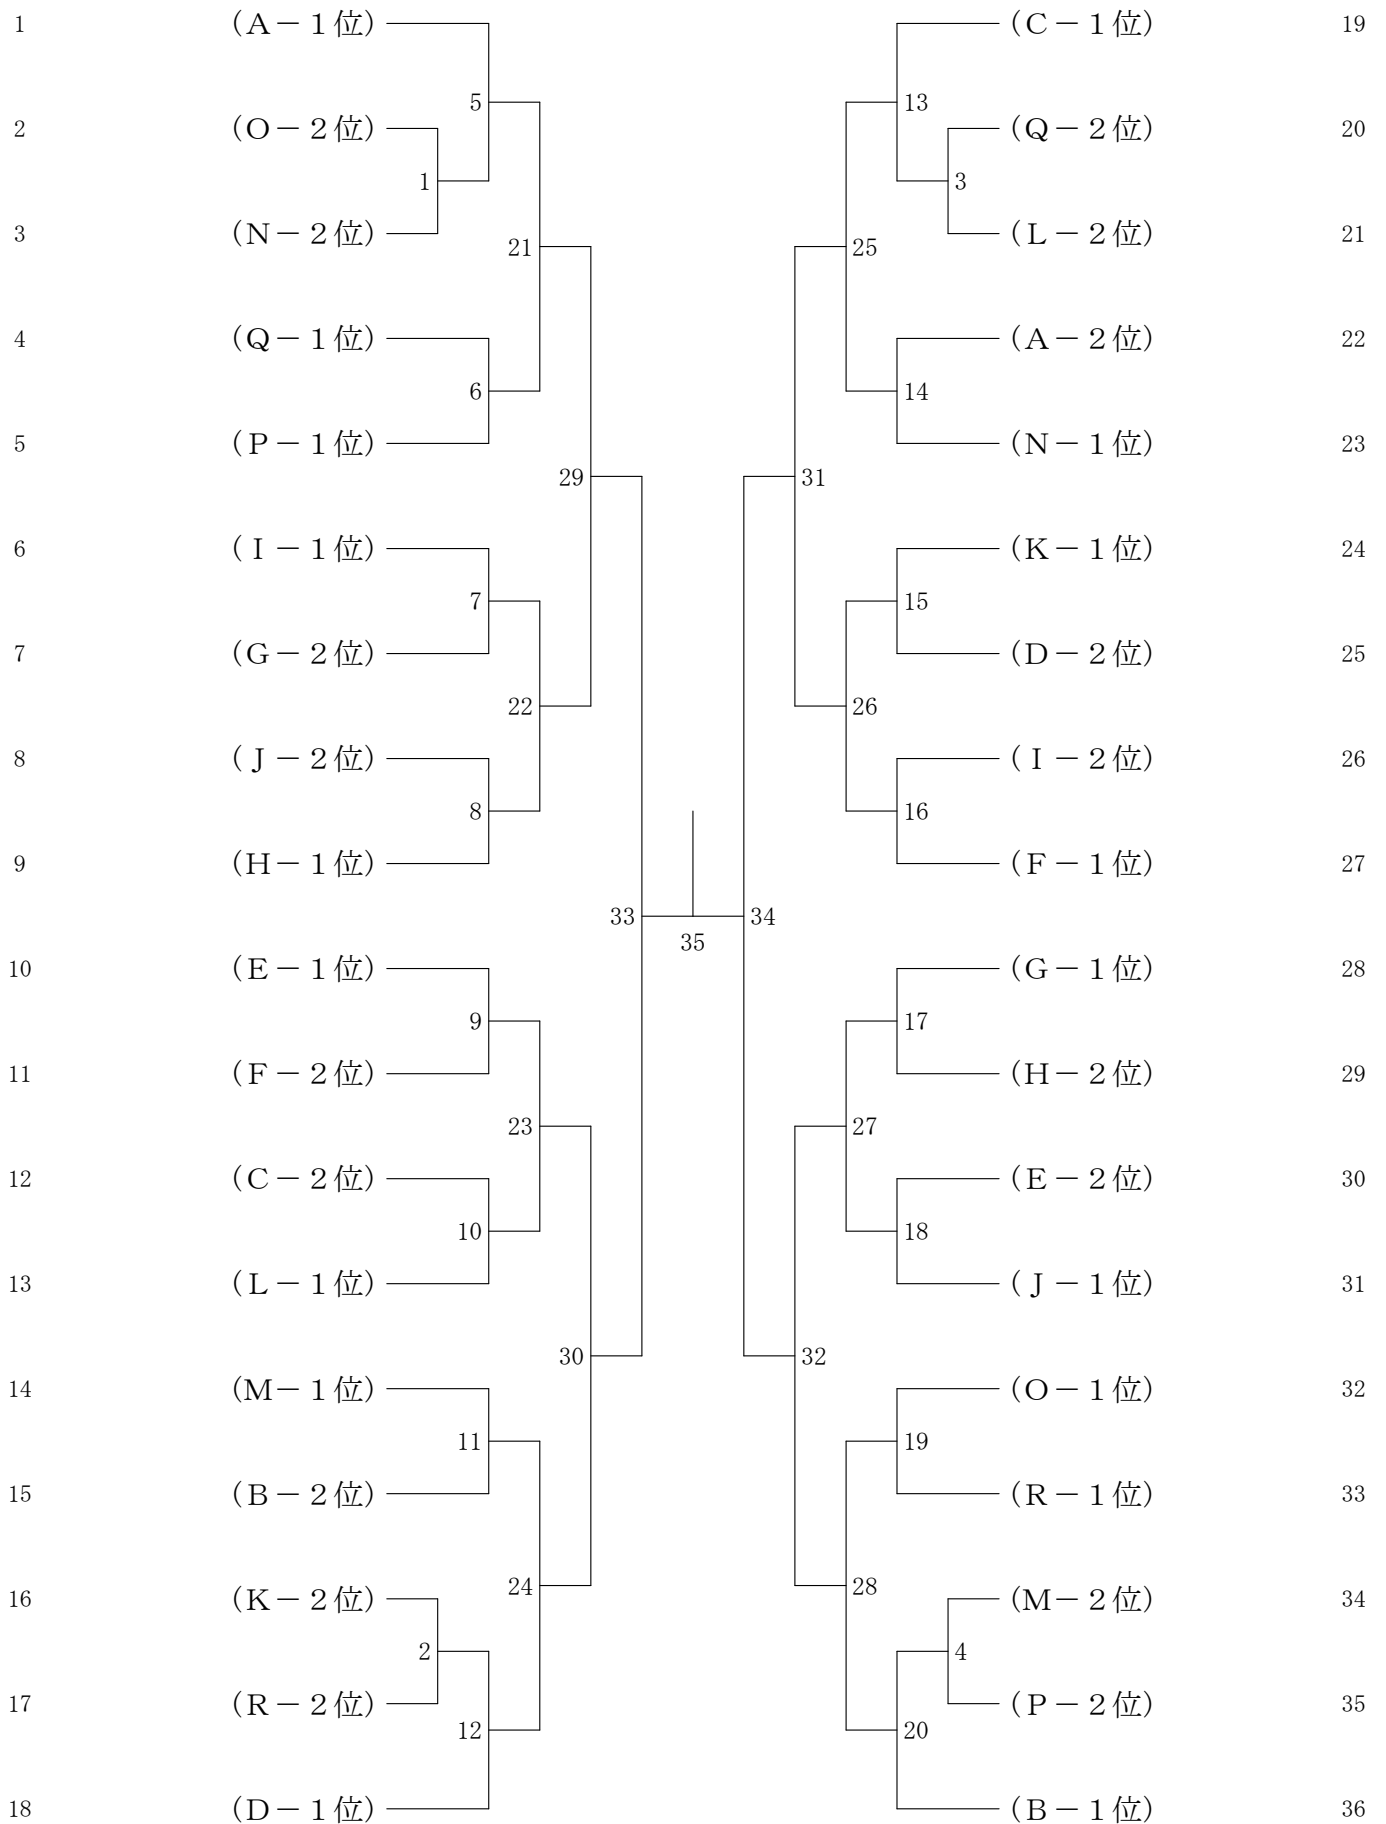 1 (A－1位) (C－1位) 19
5 13
2 (O－2位) (Q－2位) 20
1 3
3 (N－2位) (L－2位) 21
21 25
4 (Q－1位) (A－2位) 22
6 14
5 (P－1位) (N－1位) 23
29 31
6 (I－1位) (K－1位) 24
7 15
7 (G－2位) (D－2位) 25
22 26
8 (J－2位) (I－2位) 26
8 16
9 (H－1位) (F－1位) 27
33 34
35
10 (E－1位) (G－1位) 28
9 17
11 (F－2位) (H－2位) 29
23 27
12 (C－2位) (E－2位) 30
10 18
13 (L－1位) (J－1位) 31
30 32
14 (M－1位) (O－1位) 32
11 19
15 (B－2位) (R－1位) 33
24 28
16 (K－2位) (M－2位) 34
2 4
17 (R－2位) (P－2位) 35
12 20
18 (D－1位) (B－1位) 36